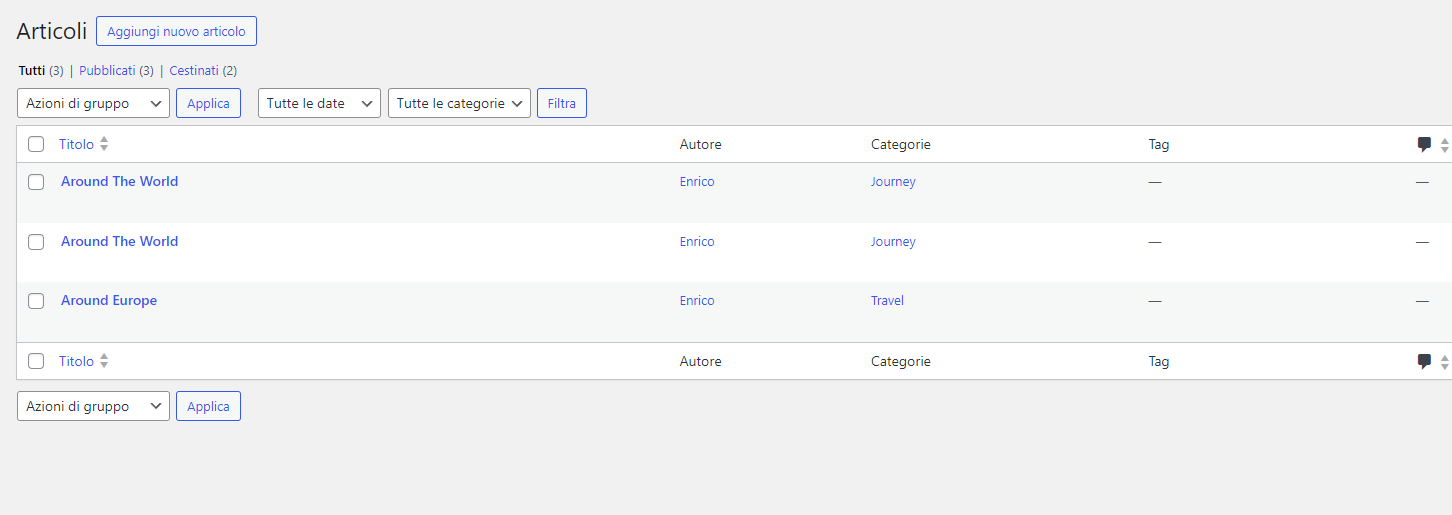 Articoli Aggiungi nuovo articolo
Tutti (3) | Pubblicati (3) | Cestinati (2)
Azioni di gruppo Applica Tutte le date Tutte le categorie Filtra
Titolo Autore Categorie Tag
Around The World Enrico Journey — —
Around The World Enrico Journey — —
Around Europe Enrico Travel — —
Titolo Autore Categorie Tag
Azioni di gruppo Applica